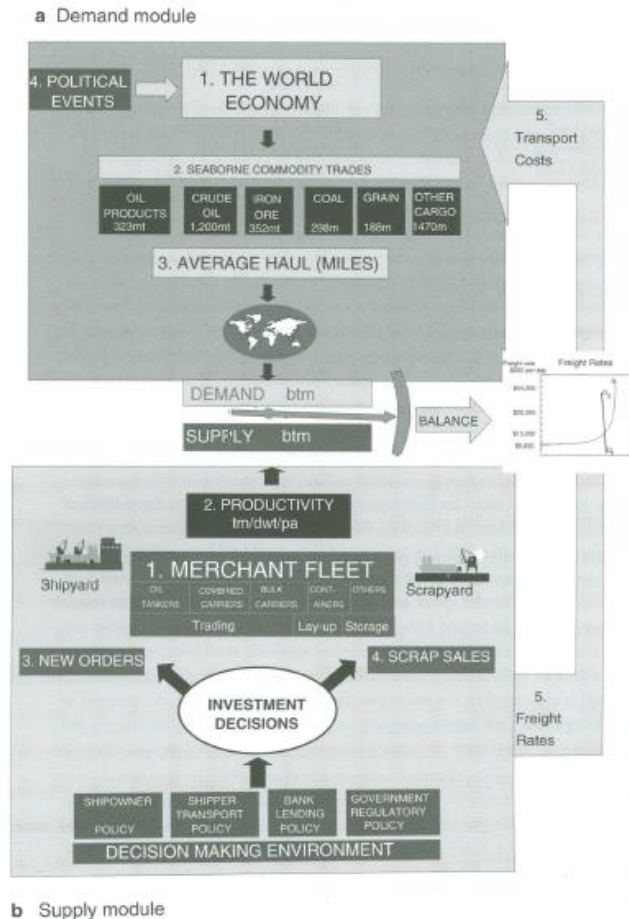 a Demand module
4. POLITICAL
EVENTS
1. THE WORLD
ECONOMY
5.
Transport
Costs
2. SEABORNE COMMODITY TRADES
OIL
PRODUCTS
323mt
CRUDE
OIL
1,200mt
IRON
ORE
352mt
COAL
298m
GRAIN
188m
OTHER
CARGO
1470m
3. AVERAGE HAUL (MILES)
DEMAND btm
SUPPLY btm
BALANCE
Freight Rates
Freight rate
2. PRODUCTIVITY
tm/dwt/pa
Shipyard
1. MERCHANT FLEET
OIL
TANKERS
COMBINED
CARRIERS
BULK
CARRIERS
CONT-
AINERS
OTHERS
Trading
Lay-up
Storage
Scrapyard
3. NEW ORDERS
4. SCRAP SALES
INVESTMENT
DECISIONS
5.
Freight
Rates
SHIPOWNER
POLICY
SHIPPER
TRANSPORT
POLICY
BANK
LENDING
POLICY
GOVERNMENT
REGULATORY
POLICY
DECISION MAKING ENVIRONMENT
b Supply module